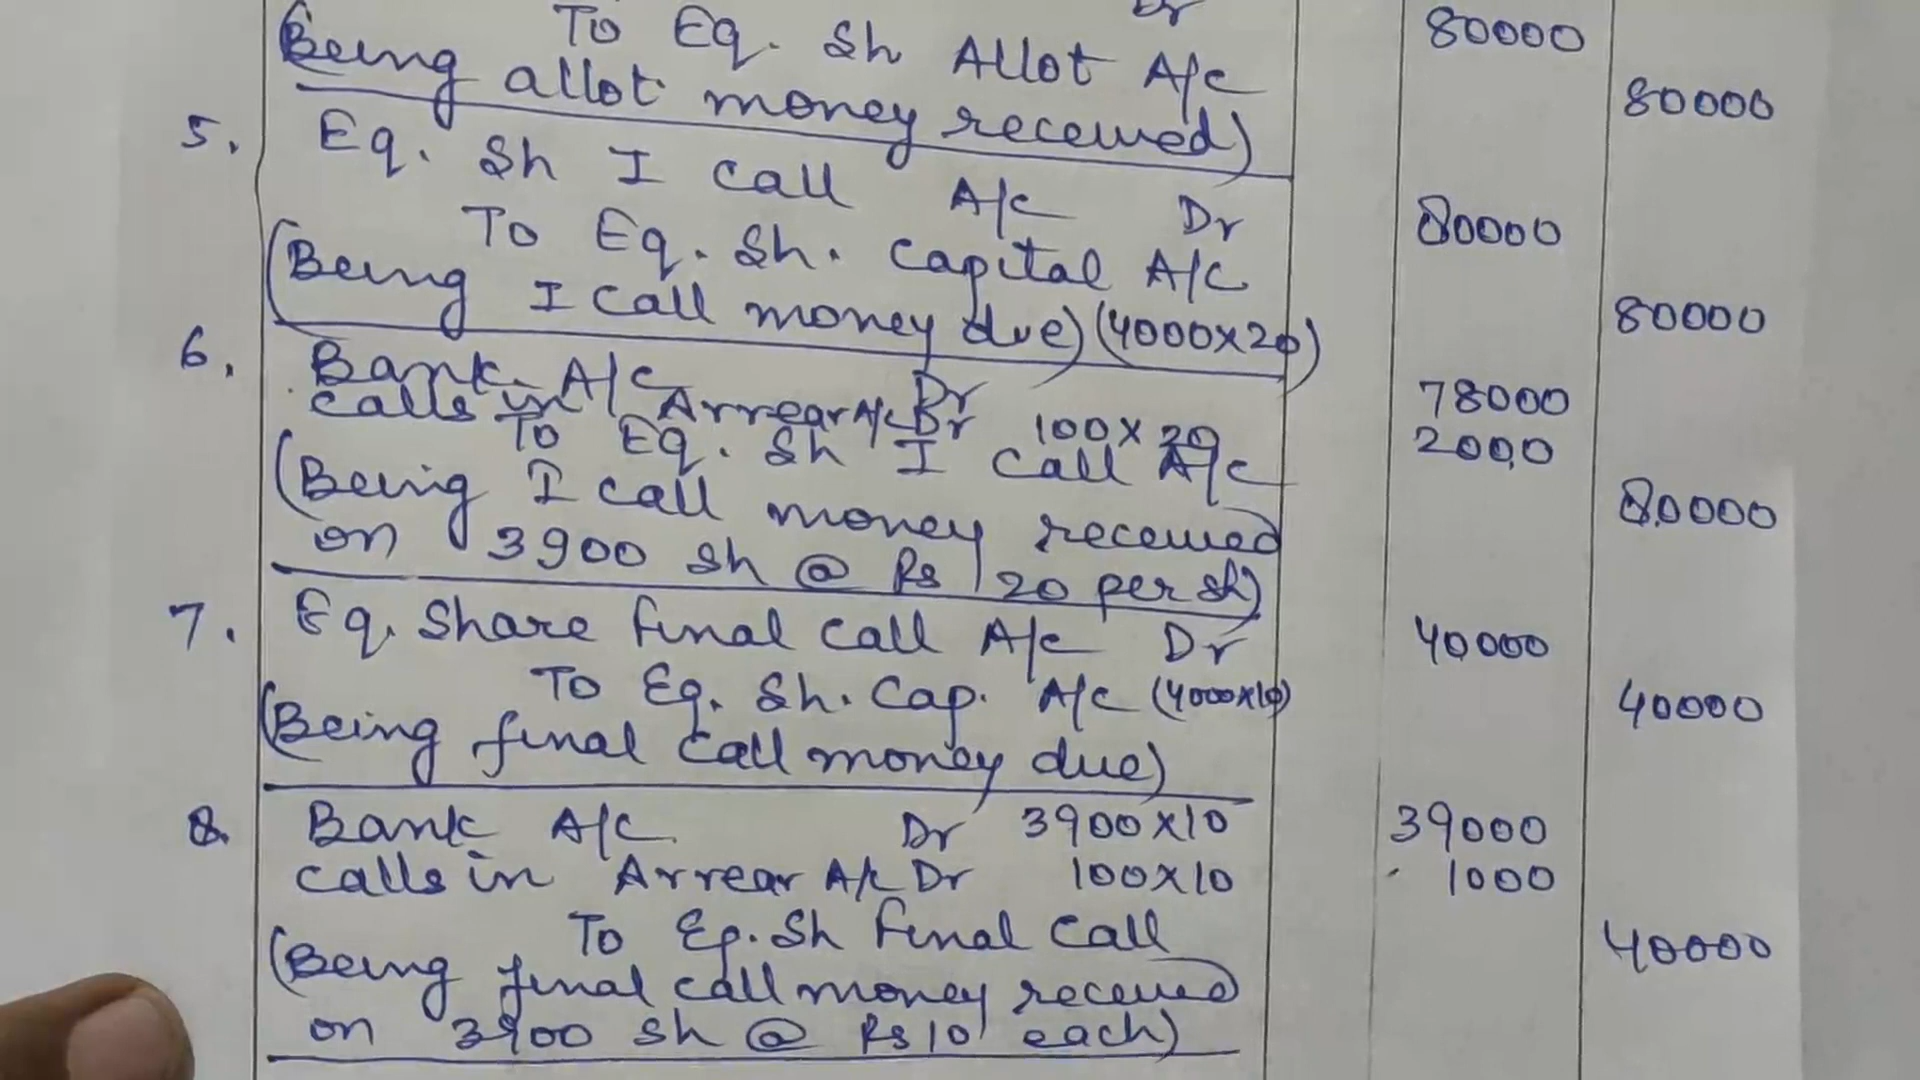 Dr 80000
To Eq. Sh Allot A/c 80000
(Being allot. money received)
5. Eq. Sh I call A/c Dr 80000
To Eq. Sh. Capital A/c 80000
(Being I call money due) (4000x20)
6. Bank A/c Dr 78000
calls in Arrear A/c Dr 100x20 2000
To Eq. Sh I call A/c 80000
(Being I call money received
on 3900 sh @ Rs 20 per sh)
7. Eq. Share final call A/c Dr 40000
To Eq. Sh. Cap. A/c (4000x10) 40000
(Being final call money due)
8. Bank A/c Dr 3900x10 39000
calls in Arrear A/c Dr 100x10 1000
To Eq. Sh final call 40000
(Being final call money received
on 3900 sh @ Rs 10 each)